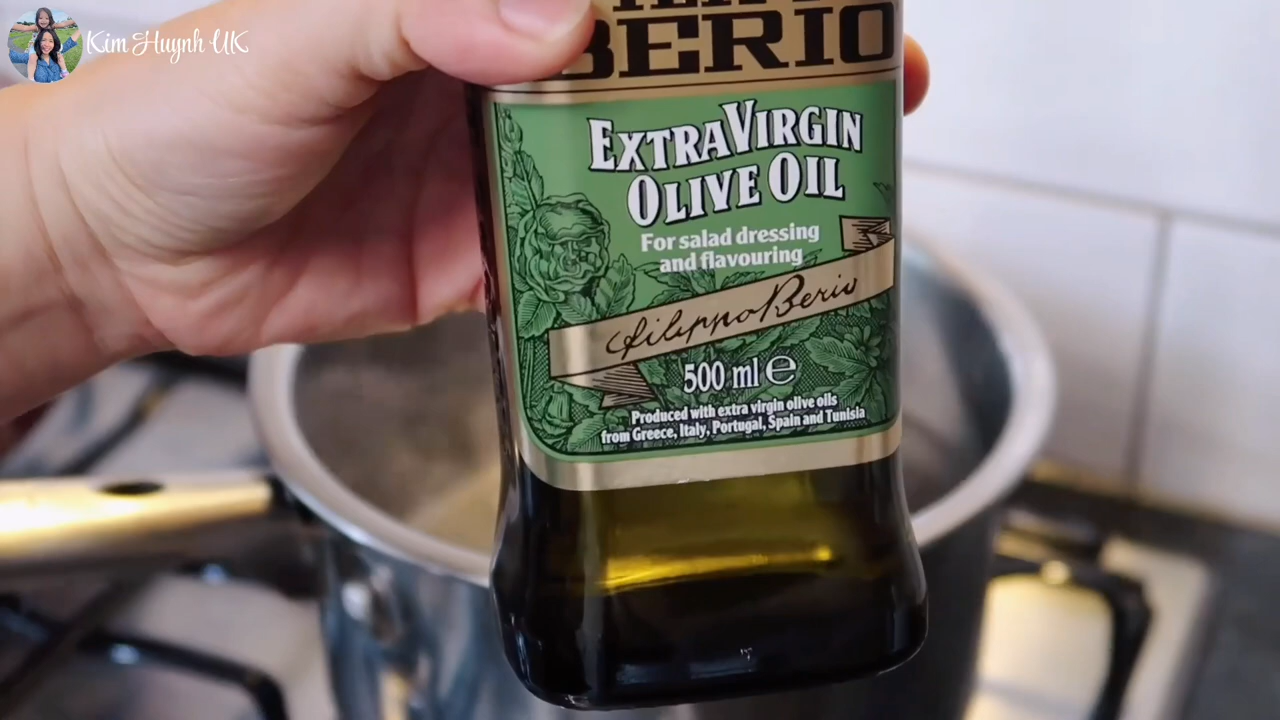 Kim Huynh UK
BERIO
EXTRA VIRGIN
OLIVE OIL
For salad dressing
and flavouring
Filippo Berio
500 ml e
Produced with extra virgin olive oils
from Greece, Italy, Portugal, Spain and Tunisia